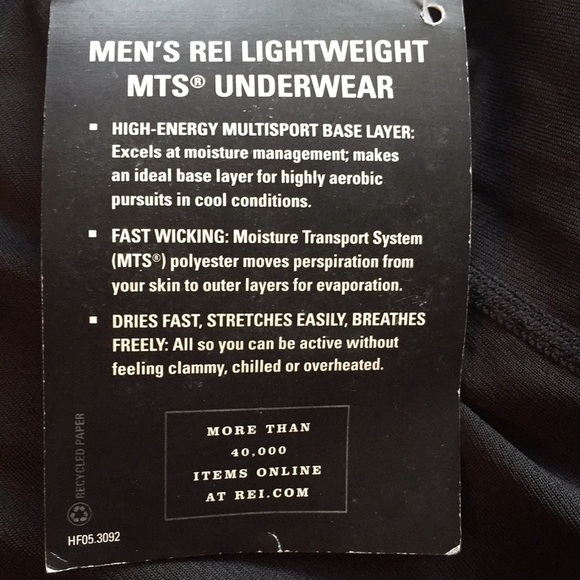 MEN'S REI LIGHTWEIGHT
MTS® UNDERWEAR
▪ HIGH-ENERGY MULTISPORT BASE LAYER:
Excels at moisture management; makes
an ideal base layer for highly aerobic
pursuits in cool conditions.
▪ FAST WICKING: Moisture Transport System
(MTS®) polyester moves perspiration from
your skin to outer layers for evaporation.
▪ DRIES FAST, STRETCHES EASILY, BREATHES
FREELY: All so you can be active without
feeling clammy, chilled or overheated.
MORE THAN
40,000
ITEMS ONLINE
AT REI.COM
RECYCLED PAPER
HF05.3092